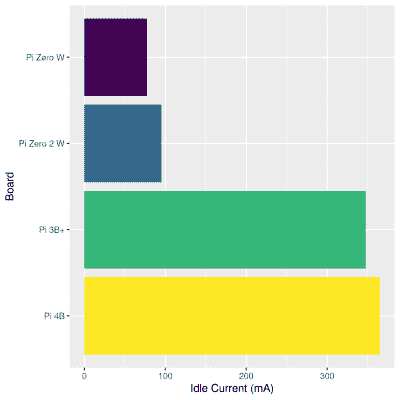 Pi Zero W
Pi Zero 2 W
Pi 3B+
Pi 4B
Board
0 100 200 300
Idle Current (mA)